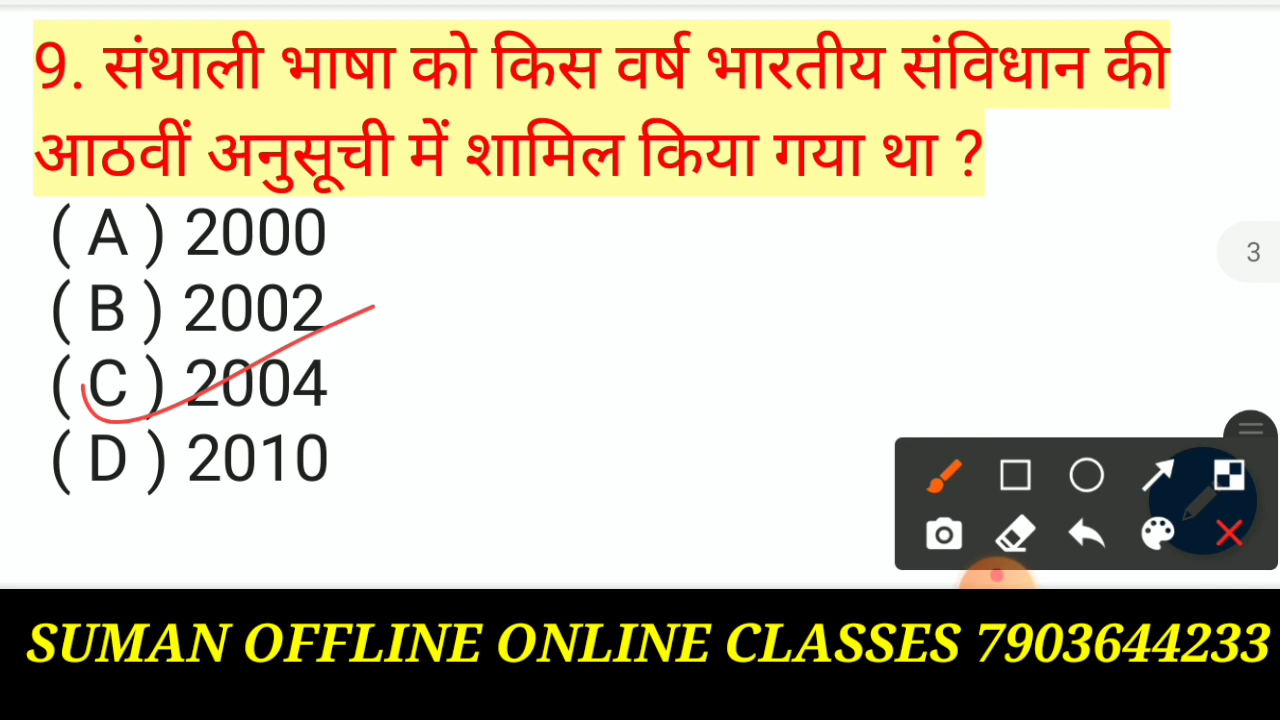 9. संथाली भाषा को किस वर्ष भारतीय संविधान की
आठवीं अनुसूची में शामिल किया गया था ?
( A ) 2000
( B ) 2002
( C ) 2004
( D ) 2010
3
SUMAN OFFLINE ONLINE CLASSES 7903644233